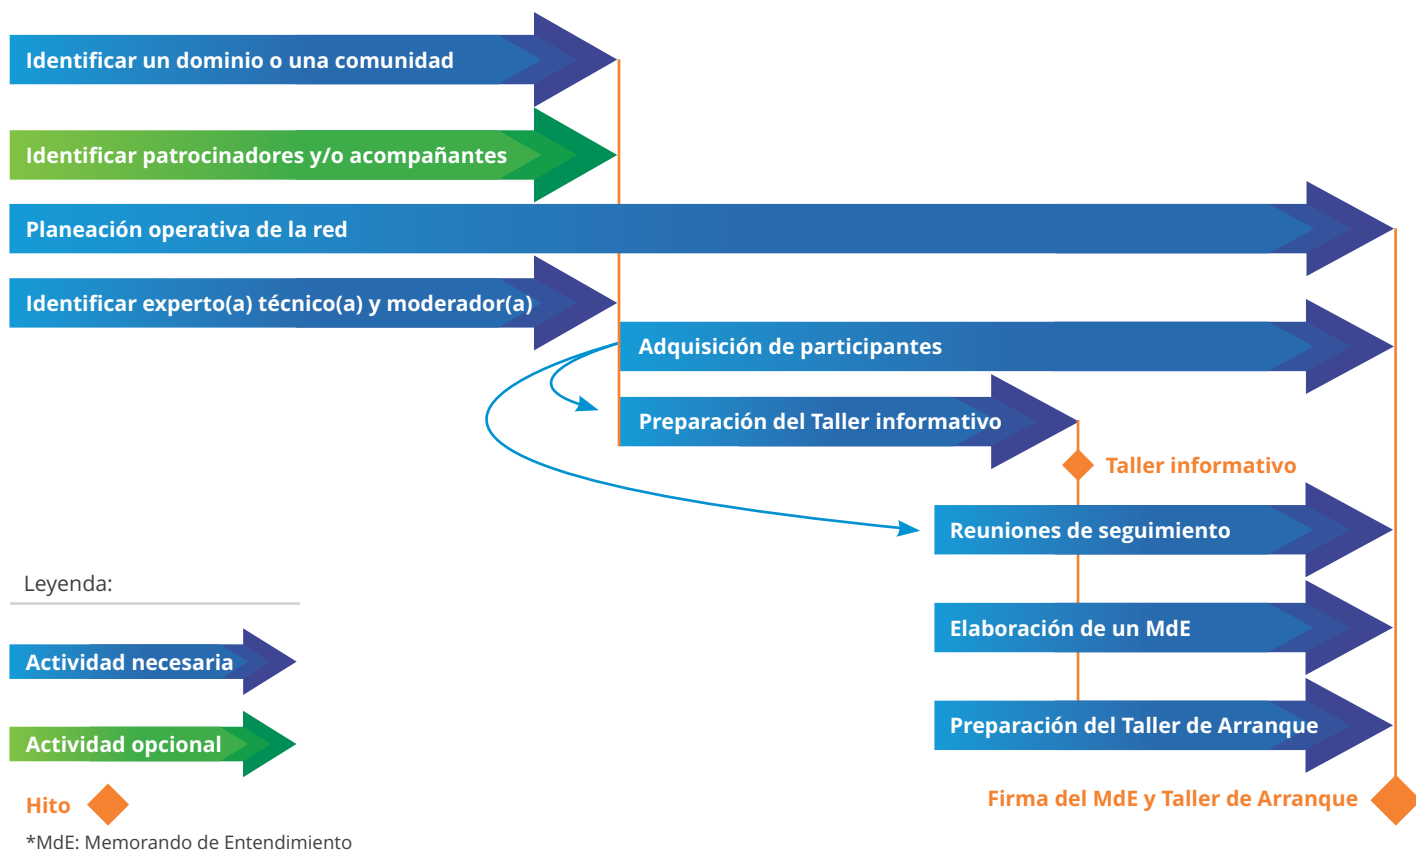 Identificar un dominio o una comunidad
Identificar patrocinadores y/o acompañantes
Planeación operativa de la red
Identificar experto(a) técnico(a) y moderador(a)
Adquisición de participantes
Preparación del Taller informativo
Taller informativo
Reuniones de seguimiento
Elaboración de un MdE
Preparación del Taller de Arranque
Firma del MdE y Taller de Arranque
Leyenda:
Actividad necesaria
Actividad opcional
Hito
*MdE: Memorando de Entendimiento